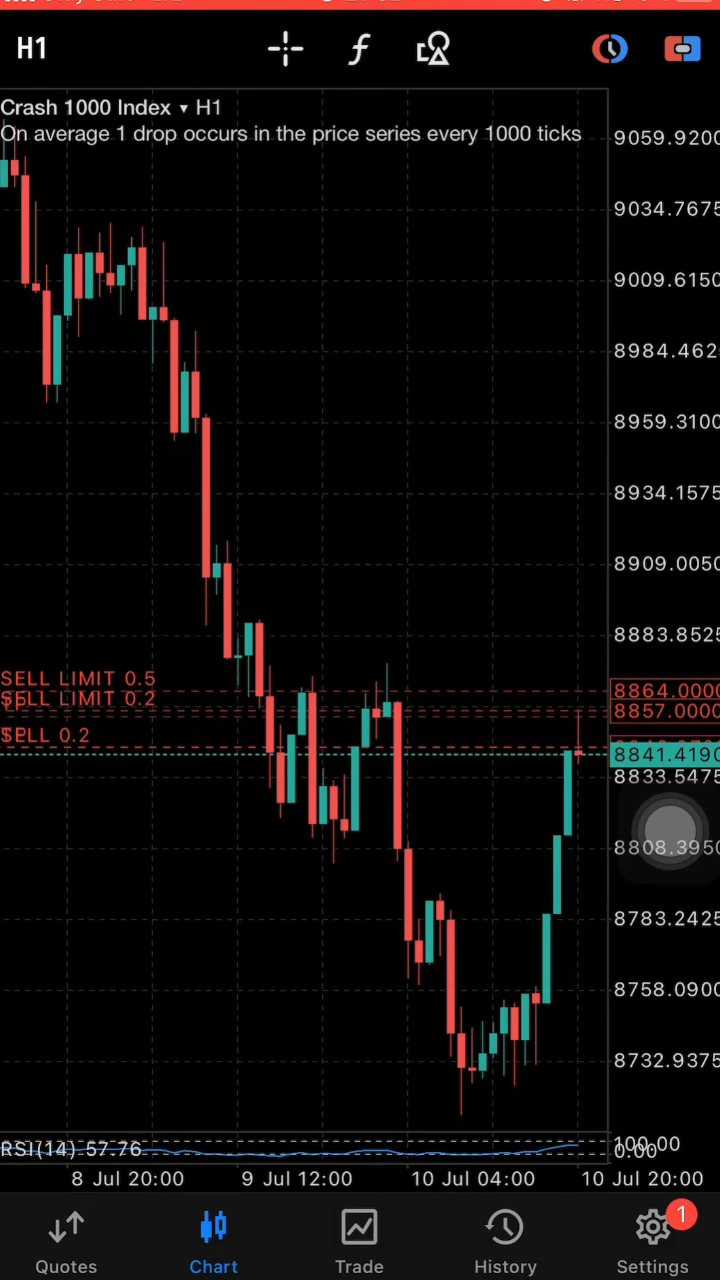 H1
Crash 1000 Index ▾ H1
On average 1 drop occurs in the price series every 1000 ticks
9059.9200
9034.7675
9009.6150
8984.462
8959.3100
8934.1575
8909.0050
8883.8525
SELL LIMIT 0.5
8864.0000
SELL LIMIT 0.2
8857.0000
SELL 0.2
8841.4190
8833.5475
8808.3950
8783.2425
8758.0900
8732.9375
RSI(14) 57.76
100.00
0.00
8 Jul 20:00
9 Jul 12:00
10 Jul 04:00
10 Jul 20:00
1
Quotes
Chart
Trade
History
Settings